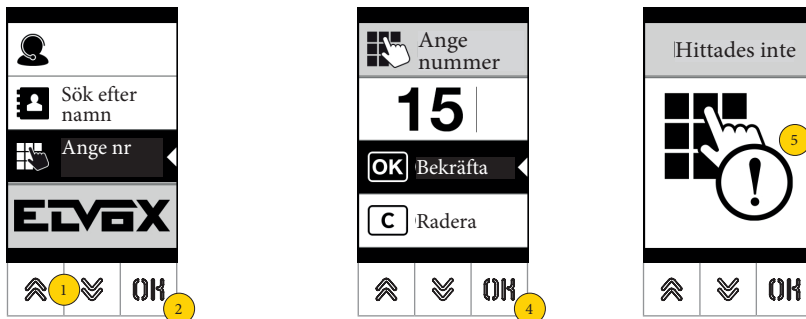 Sök efter
namn
Ange nr
ELVOX
1
2
OK
Ange
nummer
15
OK Bekräfta
C Radera
OK
4
Hittades inte
5
!
OK